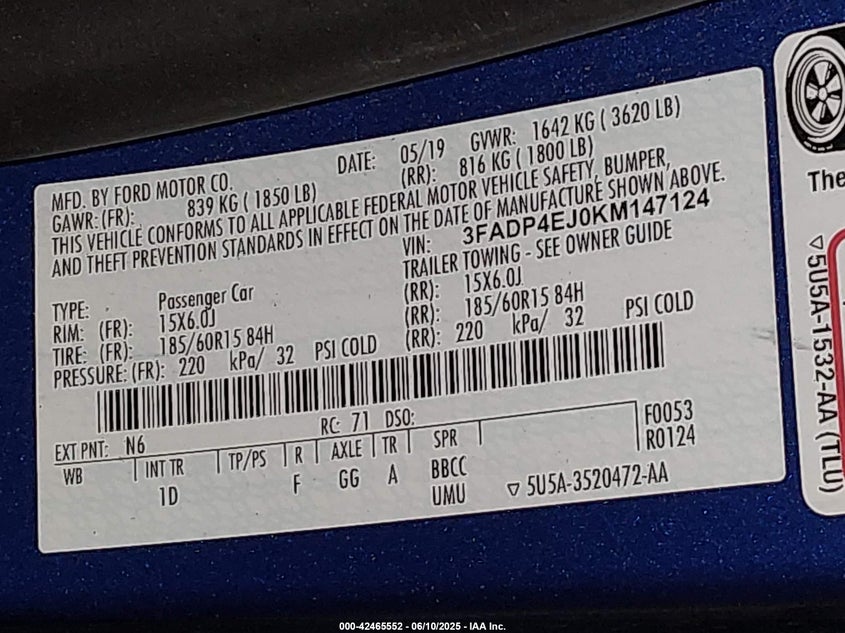 MFD. BY FORD MOTOR CO.
DATE: 05/19 GVWR: 1642 KG ( 3620 LB)
GAWR: (FR): 839 KG ( 1850 LB) (RR): 816 KG ( 1800 LB)
THIS VEHICLE CONFORMS TO ALL APPLICABLE FEDERAL MOTOR VEHICLE SAFETY, BUMPER,
AND THEFT PREVENTION STANDARDS IN EFFECT ON THE DATE OF MANUFACTURE SHOWN ABOVE.
VIN: 3FADP4EJ0KM147124
TYPE: Passenger Car TRAILER TOWING - SEE OWNER GUIDE
RIM: (FR): 15X6.0J (RR): 15X6.0J
TIRE: (FR): 185/60R15 84H (RR): 185/60R15 84H
PRESSURE: (FR): 220 kPa/ 32 PSI COLD (RR): 220 kPa/ 32 PSI COLD
EXT PNT: N6 RC: 71 DSO: F0053
WB INT TR TP/PS R AXLE TR SPR R0124
1D F GG A BBCC
UMU ▽ 5U5A-3520472-AA
The
▽5U5A-1532-AA (TLU)
000-42465552 - 06/10/2025 - IAA Inc.